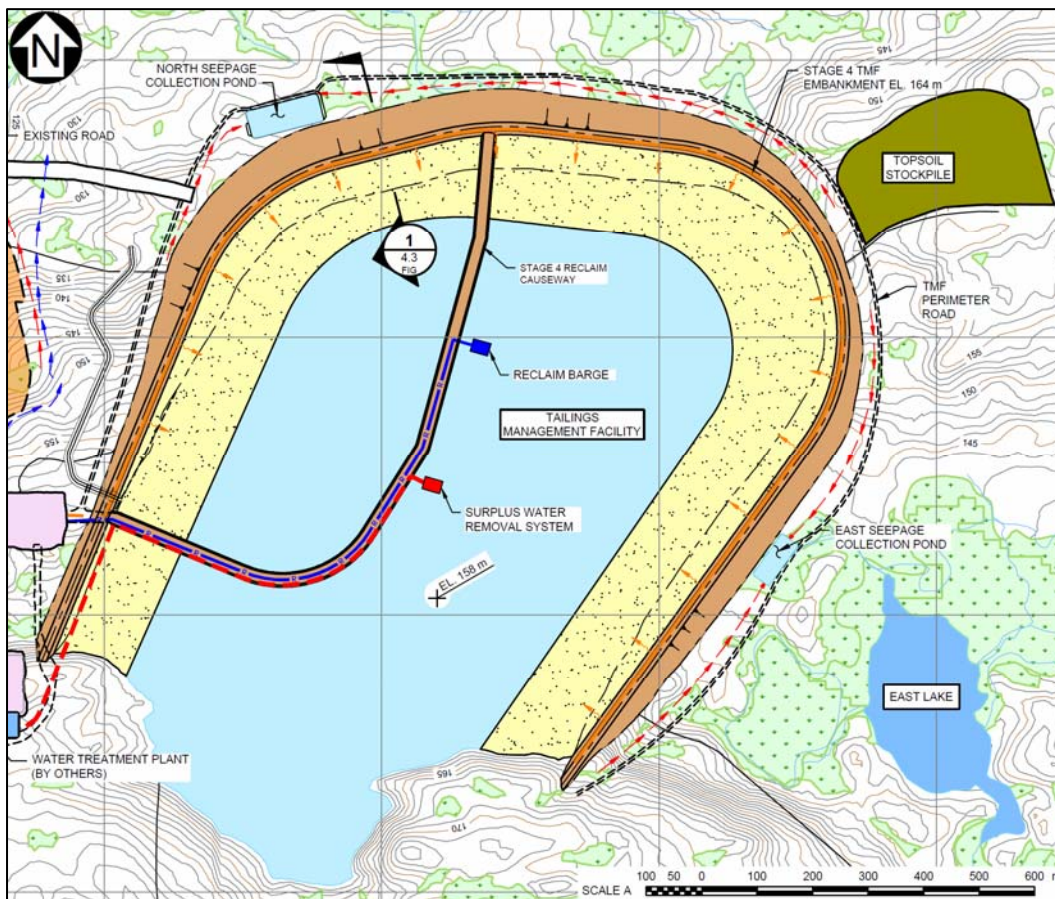 N
NORTH SEEPAGE
COLLECTION POND
STAGE 4 TMF
EMBANKMENT EL. 164 m
145
150
125
130
130
EXISTING ROAD
TOPSOIL
STOCKPILE
1
4.3
FIG
STAGE 4 RECLAIM
CAUSEWAY
TMF
PERIMETER
ROAD
135
140
145
150
155
155
150
145
RECLAIM BARGE
TAILINGS
MANAGEMENT FACILITY
SURPLUS WATER
REMOVAL SYSTEM
EAST SEEPAGE
COLLECTION POND
EL. 158 m
EAST LAKE
WATER TREATMENT PLANT
(BY OTHERS)
165
170
SCALE A
100 50 0 100 200 300 400 500 600 m